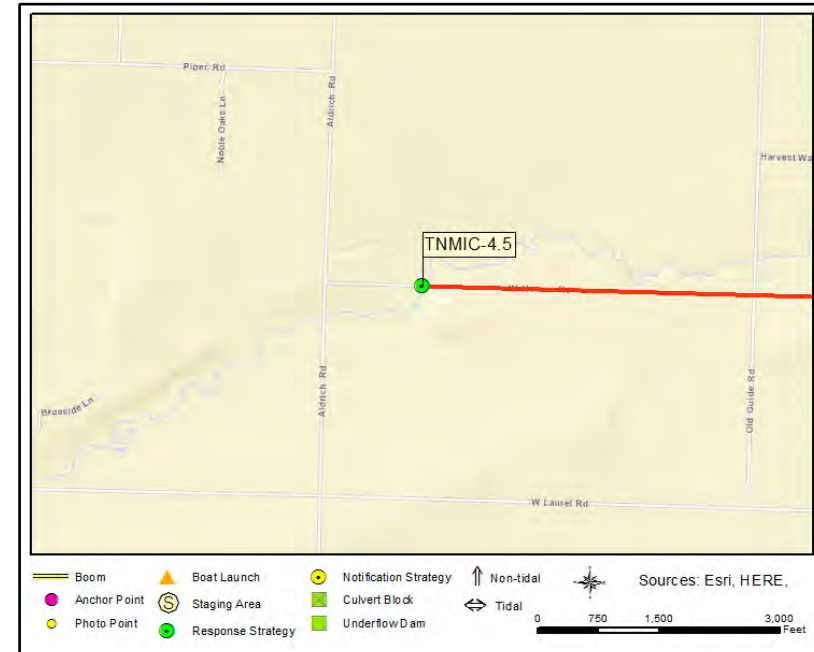 Piper Rd
Noble Oaks Ln
Aldrich Rd
Harvest Wa
TNMIC-4.5
Aldrich Rd
Old Guide Rd
Breeside Ln
W Laurel Rd
Boom
Anchor Point
Photo Point
Boat Launch
S Staging Area
Response Strategy
Notification Strategy
Culvert Block
Underflow Dam
Non-tidal
Tidal
Sources: Esri, HERE,
0 750 1,500 3,000
Feet